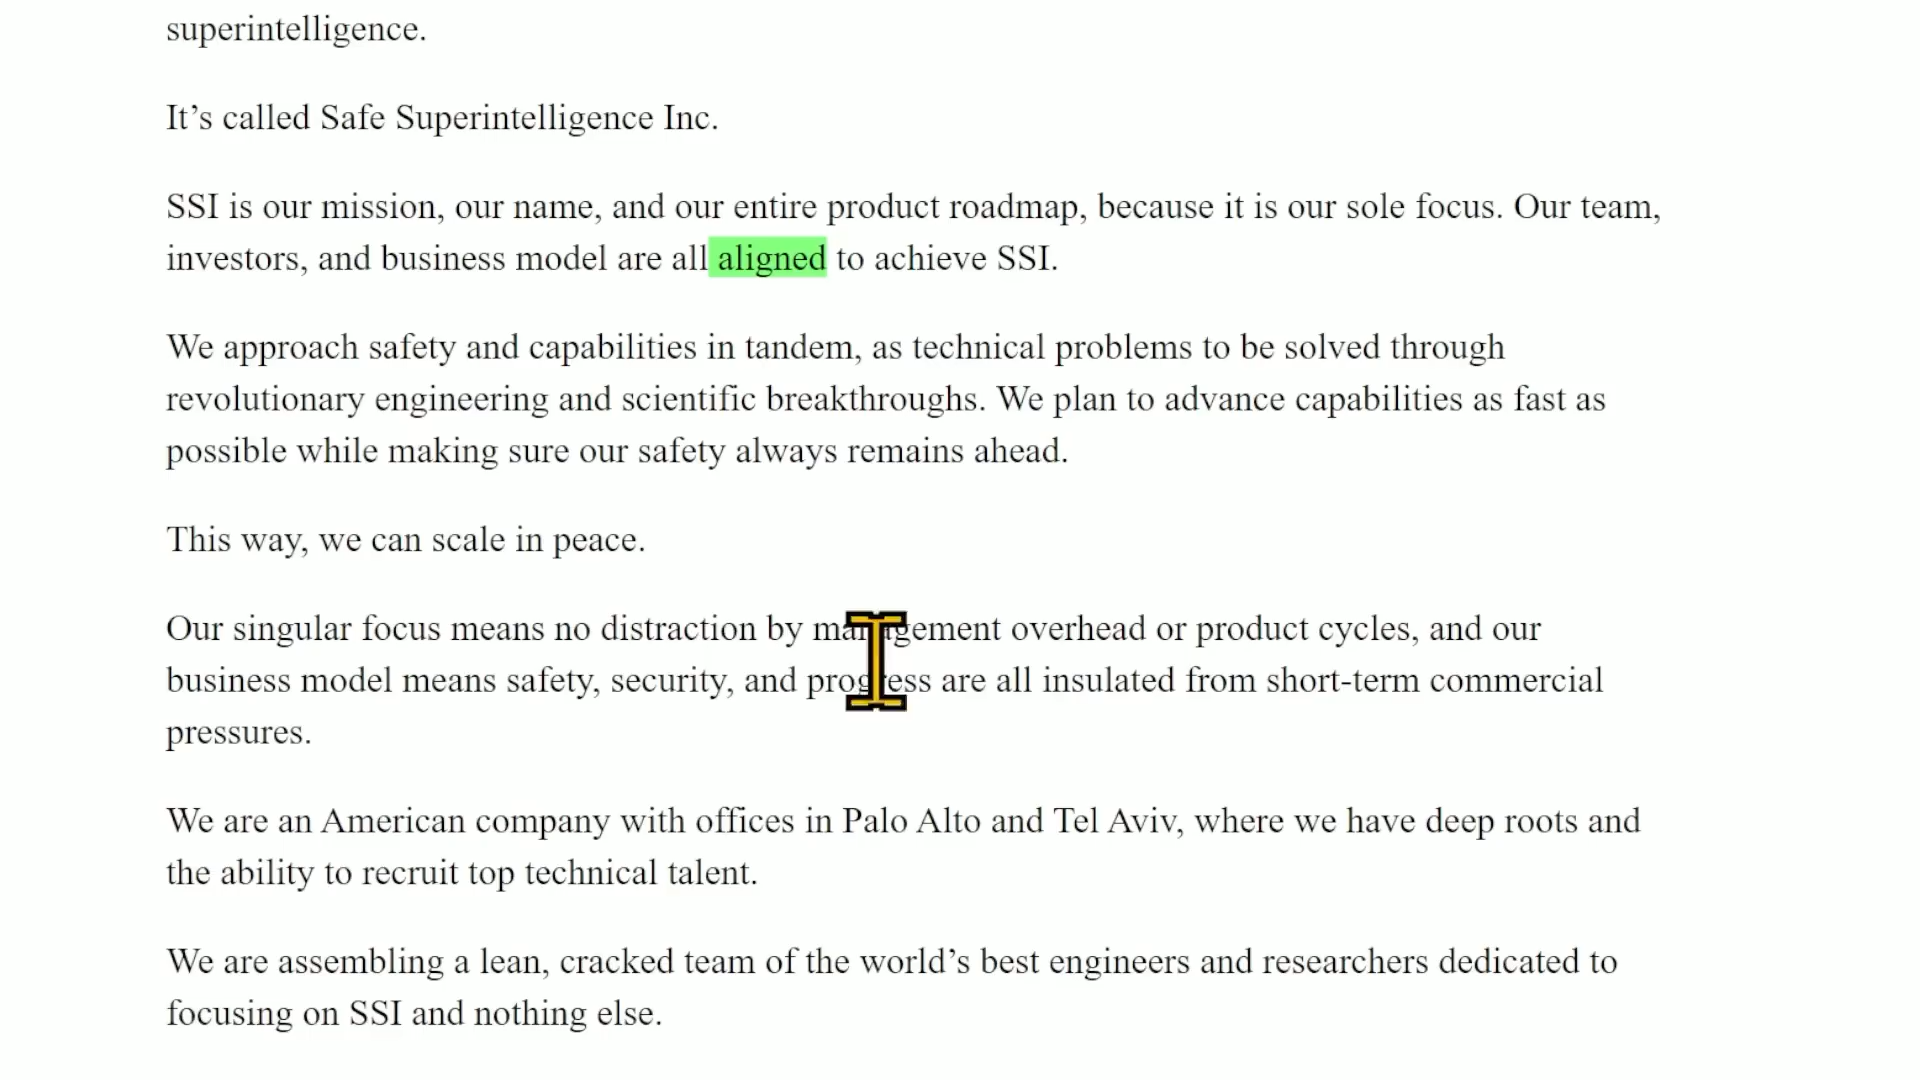 superintelligence.
It’s called Safe Superintelligence Inc.
SSI is our mission, our name, and our entire product roadmap, because it is our sole focus. Our team,
investors, and business model are all aligned to achieve SSI.
We approach safety and capabilities in tandem, as technical problems to be solved through
revolutionary engineering and scientific breakthroughs. We plan to advance capabilities as fast as
possible while making sure our safety always remains ahead.
This way, we can scale in peace.
Our singular focus means no distraction by management overhead or product cycles, and our
business model means safety, security, and progress are all insulated from short-term commercial
pressures.
We are an American company with offices in Palo Alto and Tel Aviv, where we have deep roots and
the ability to recruit top technical talent.
We are assembling a lean, cracked team of the world’s best engineers and researchers dedicated to
focusing on SSI and nothing else.